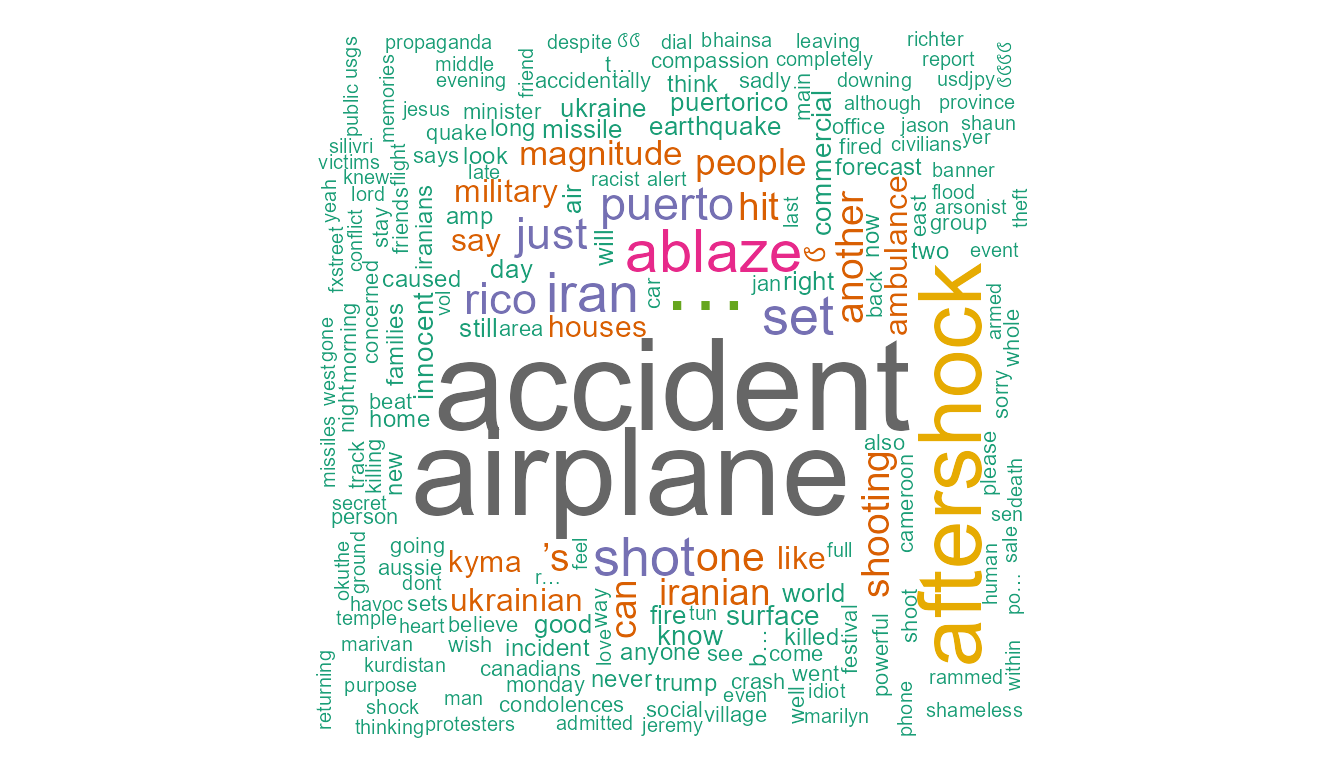 propaganda despite ၆၆ dial bhainsa leaving richter
middle t… compassion completely report
evening accidentally think sadly downing usdjpy
jesus minister ukraine puertorico although province
quake long missile earthquake office jason shaun
silivri magnitude people fired civilians yer
victims says look forecast banner
knew late racist alert flood
lord military puerto hit arsonist
amp just group
say will ablaze two event
caused day iran … jan right
rico set
still area houses
accident
beat
home
airplane
also
secret
person
going kyma ’s shot one like full
aussie
dont r… iranian world
havoc sets ukrainian
temple heart believe good fire tun surface
marivan wish incident know killed
kurdistan canadians anyone see come
purpose monday never trump crash went rammed
shock man condolences even idiot
thinking protesters admitted social village marilyn shameless
jeremy
public usgs
memories
friend
main
commercial
၆၆၆၆
yeah
fxstreet
conflict
stay
flight
friends
iranians
air
last
another
now
back
ambulance
east
theft
concerned
vol
car
၆
innocent
families
morning
night
gone
west
missiles
track
killing
new
aftershock
armed
whole
sorry
please
death
sen
sale
shooting
cameroon
okuthe
ground
feel
way
love
can
b…
festival
powerful
shoot
human
po…
within
returning
well
phone